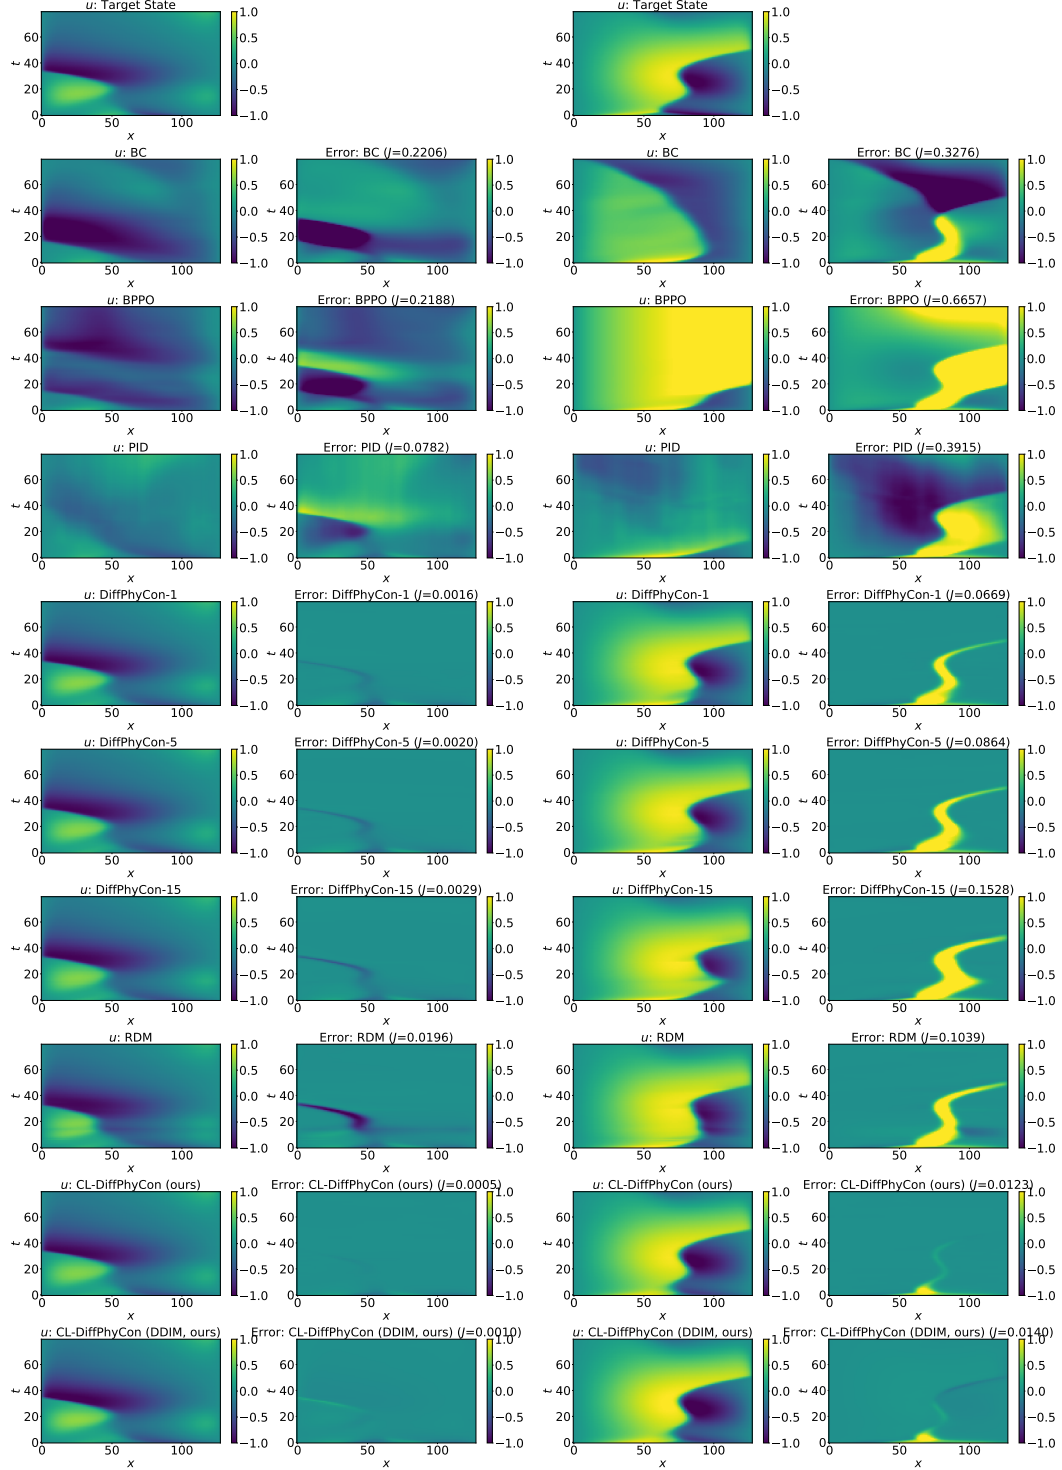 u: Target State
u: Target State
u: BC
Error: BC (J=0.2206)
u: BC
Error: BC (J=0.3276)
u: BPPO
Error: BPPO (J=0.2188)
u: BPPO
Error: BPPO (J=0.6657)
u: PID
Error: PID (J=0.0782)
u: PID
Error: PID (J=0.3915)
u: DiffPhyCon-1
Error: DiffPhyCon-1 (J=0.0016)
u: DiffPhyCon-1
Error: DiffPhyCon-1 (J=0.0669)
u: DiffPhyCon-5
Error: DiffPhyCon-5 (J=0.0020)
u: DiffPhyCon-5
Error: DiffPhyCon-5 (J=0.0864)
u: DiffPhyCon-15
Error: DiffPhyCon-15 (J=0.0029)
u: DiffPhyCon-15
Error: DiffPhyCon-15 (J=0.1528)
u: RDM
Error: RDM (J=0.0196)
u: RDM
Error: RDM (J=0.1039)
u: CL-DiffPhyCon (ours)
Error: CL-DiffPhyCon (ours) (J=0.0005)
u: CL-DiffPhyCon (ours)
Error: CL-DiffPhyCon (ours) (J=0.0123)
u: CL-DiffPhyCon (DDIM, ours)
Error: CL-DiffPhyCon (DDIM, ours) (J=0.0010)
u: CL-DiffPhyCon (DDIM, ours)
Error: CL-DiffPhyCon (DDIM, ours) (J=0.0140)
t
x
0
20
40
60
0
50
100
1.0
0.5
0.0
−0.5
−1.0